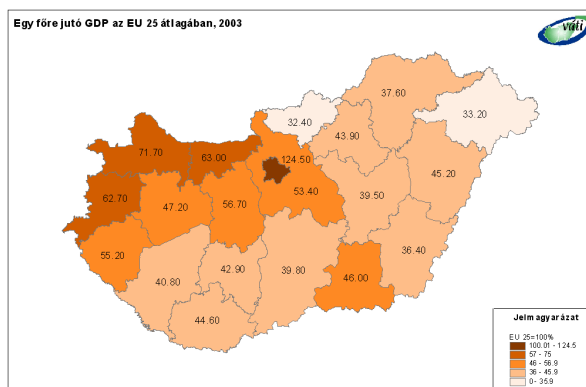 Egy főre jutó GDP az EU 25 átlagában, 2003
váti
37.60
32.40
33.20
43.90
71.70
63.00
124.50
45.20
62.70
53.40
47.20
56.70
39.50
55.20
36.40
40.80
42.90
39.80
46.00
44.60
Jelmagyarázat
EU 25=100%
100.01 - 124.5
57 - 75
46 - 56.9
36 - 45.9
0 - 35.9